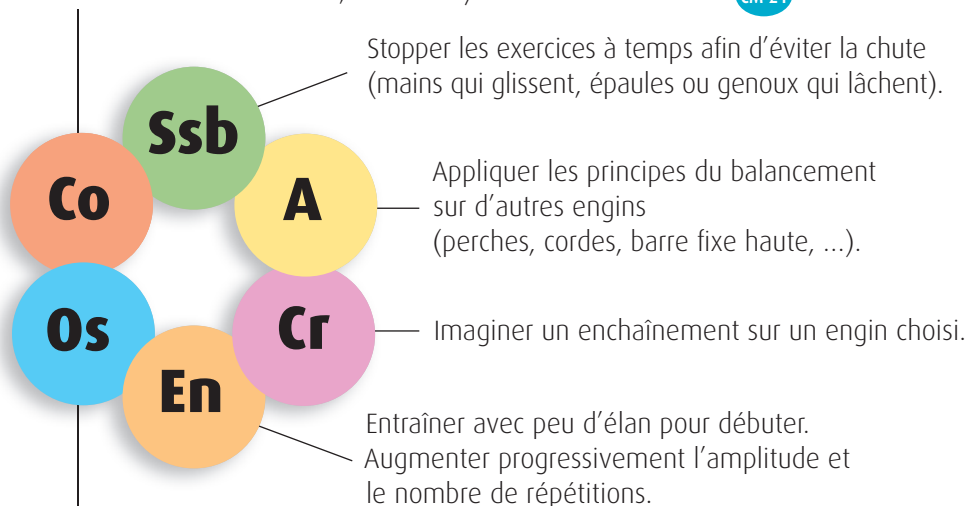 Stopper les exercices à temps afin d’éviter la chute
(mains qui glissent, épaules ou genoux qui lâchent).
Ssb
Co
A
Appliquer les principes du balancement
sur d’autres engins
(perches, cordes, barre fixe haute, ...).
Os
Cr
Imaginer un enchaînement sur un engin choisi.
En
Entraîner avec peu d’élan pour débuter.
Augmenter progressivement l’amplitude et
le nombre de répétitions.